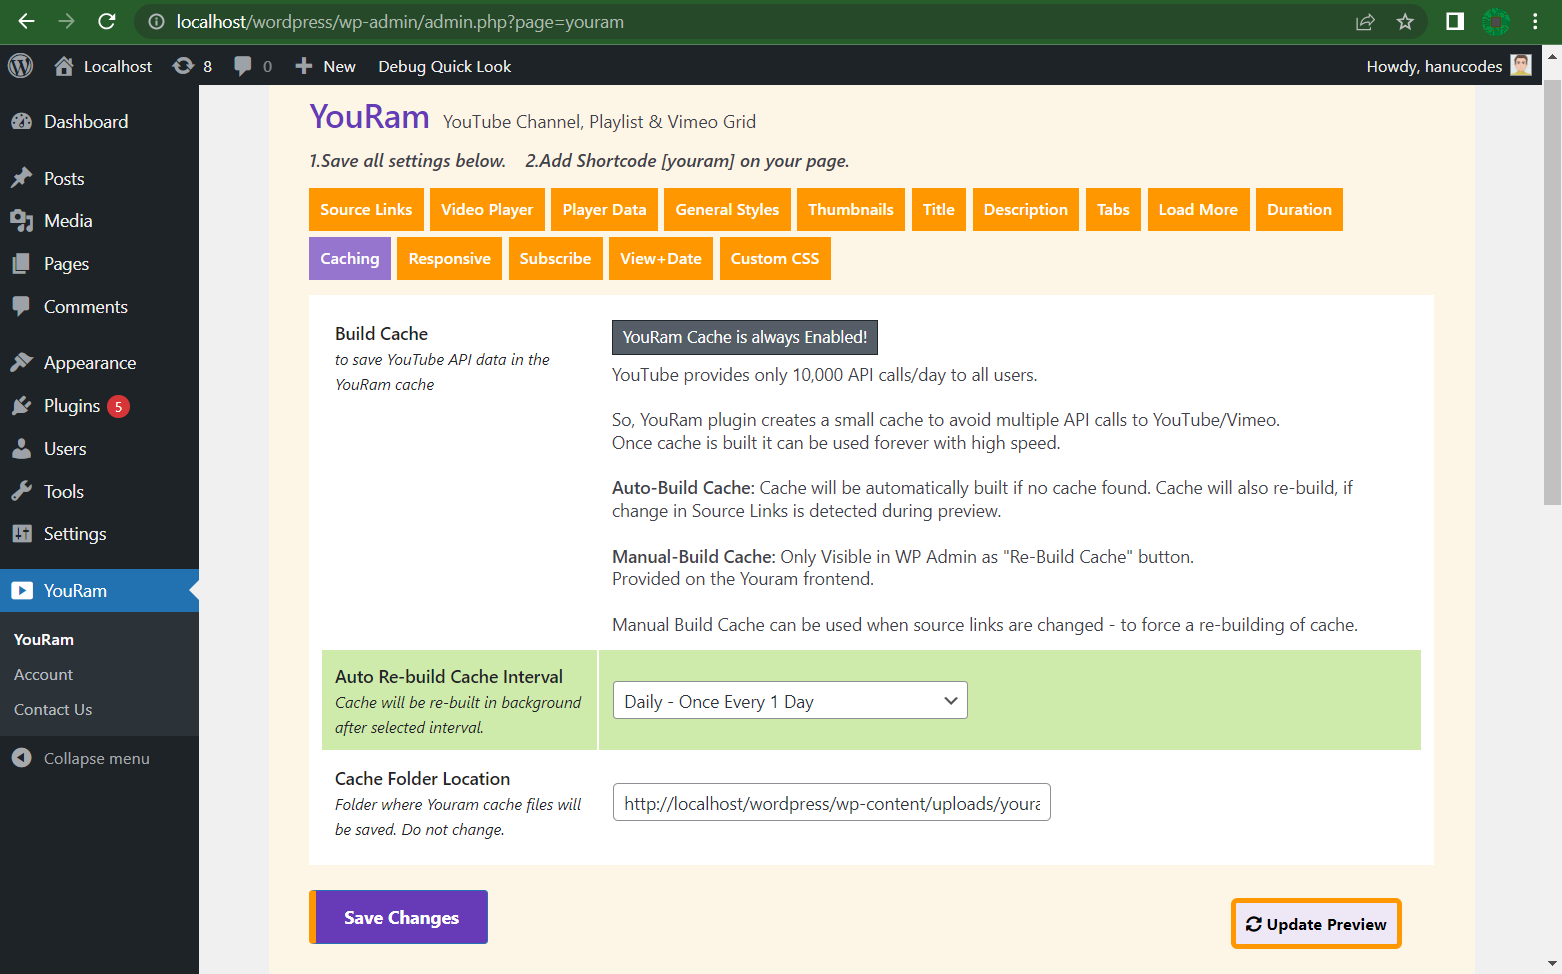 localhost/wordpress/wp-admin/admin.php?page=youram
Localhost 8 0 New Debug Quick Look Howdy, hanucodes
Dashboard
Posts
Media
Pages
Comments
Appearance
Plugins 5
Users
Tools
Settings
YouRam
YouRam
Account
Contact Us
Collapse menu
YouRam YouTube Channel, Playlist & Vimeo Grid
1.Save all settings below. 2.Add Shortcode [youram] on your page.
Source Links Video Player Player Data General Styles Thumbnails Title Description Tabs Load More Duration
Caching Responsive Subscribe View+Date Custom CSS
Build Cache
to save YouTube API data in the
YouRam cache
YouRam Cache is always Enabled!
YouTube provides only 10,000 API calls/day to all users.
So, YouRam plugin creates a small cache to avoid multiple API calls to YouTube/Vimeo.
Once cache is built it can be used forever with high speed.
Auto-Build Cache: Cache will be automatically built if no cache found. Cache will also re-build, if
change in Source Links is detected during preview.
Manual-Build Cache: Only Visible in WP Admin as "Re-Build Cache" button.
Provided on the Youram frontend.
Manual Build Cache can be used when source links are changed - to force a re-building of cache.
Auto Re-build Cache Interval
Cache will be re-built in background
after selected interval.
Daily - Once Every 1 Day
Cache Folder Location
Folder where Youram cache files will
be saved. Do not change.
http://localhost/wordpress/wp-content/uploads/youra
Save Changes
Update Preview